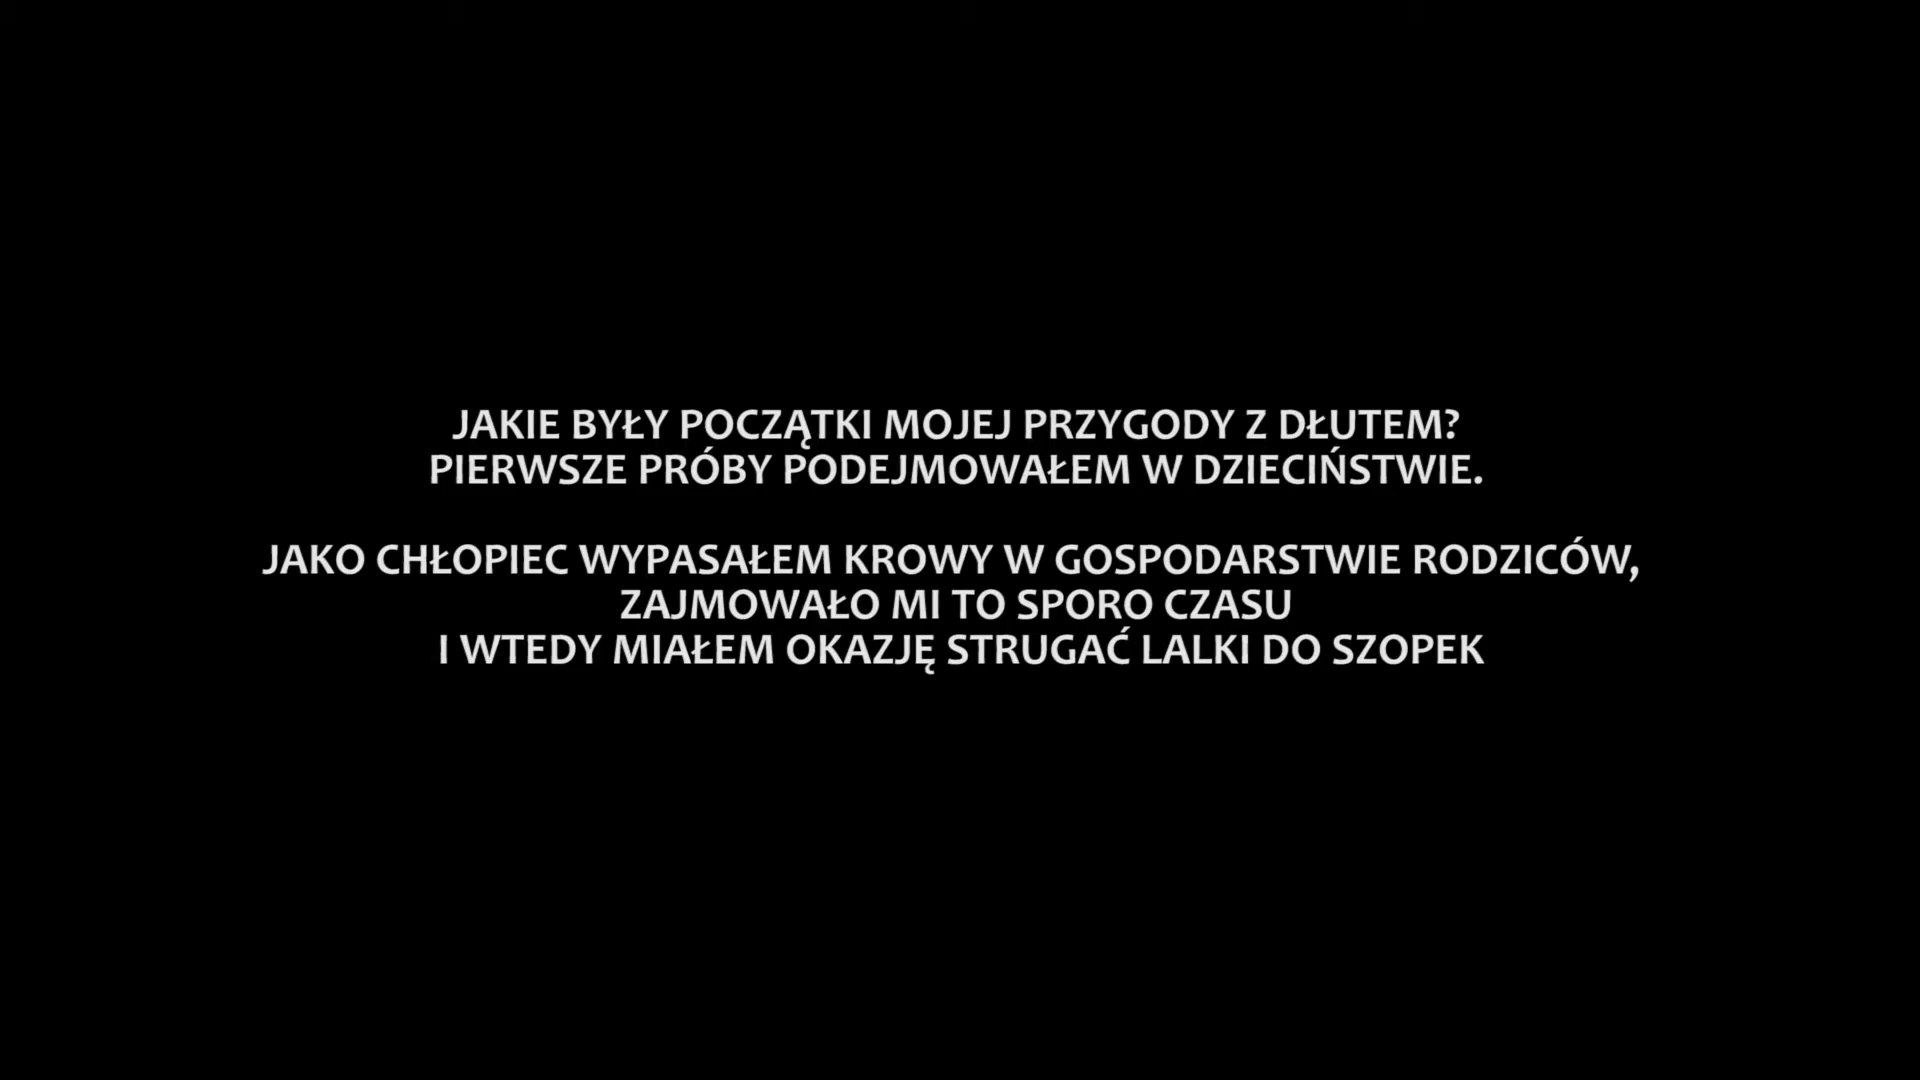 JAKIE BYŁY POCZĄTKI MOJEJ PRZYGODY Z DŁUTEM?
PIERWSZE PRÓBY PODEJMOWAŁEM W DZIECIŃSTWIE.
JAKO CHŁOPIEC WYPASAŁEM KROWY W GOSPODARSTWIE RODZICÓW,
ZAJMOWAŁO MI TO SPORO CZASU
I WTEDY MIAŁEM OKAZJĘ STRUGAĆ LALKI DO SZOPEK